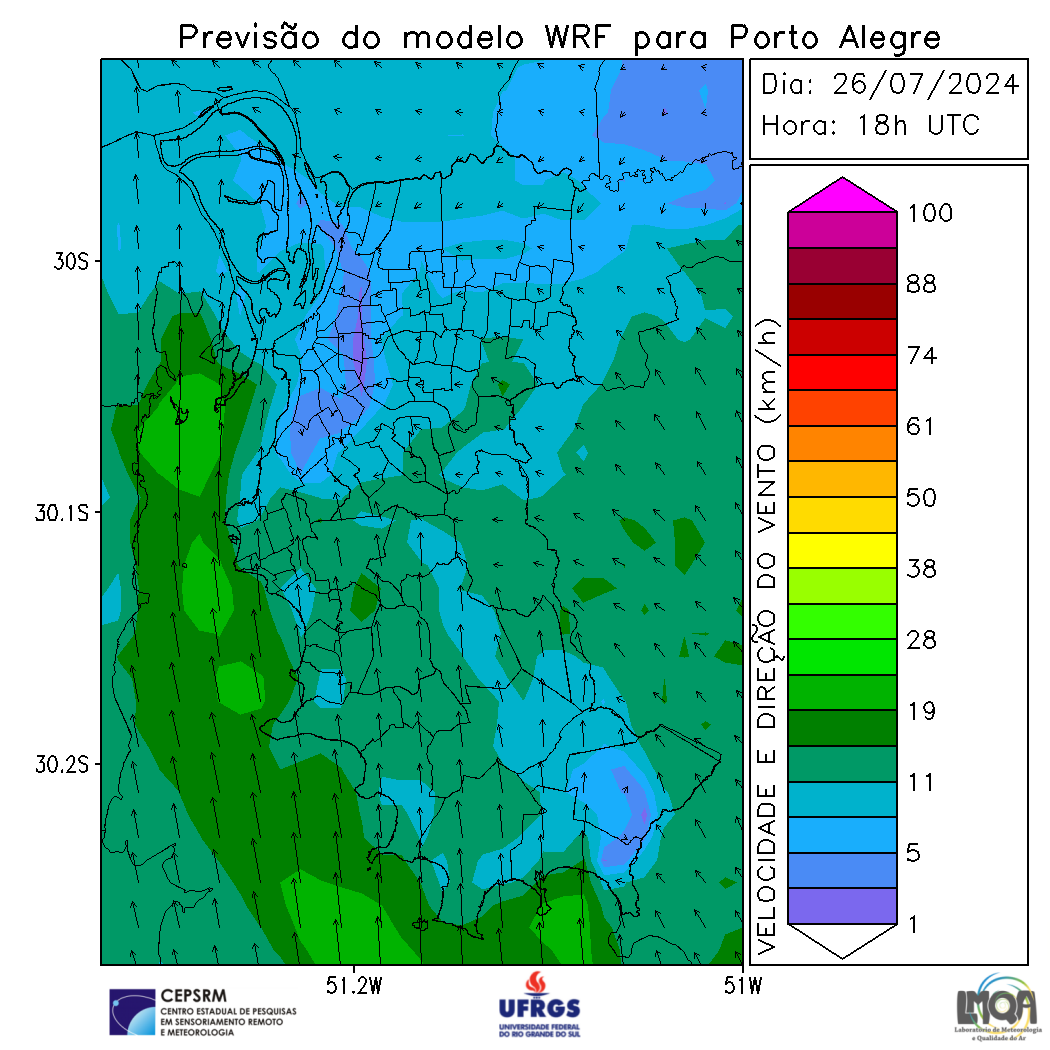 Previsão do modelo WRF para Porto Alegre
Dia: 26/07/2024
Hora: 18h UTC
30S
30.1S
30.2S
51.2W
51W
VELOCIDADE E DIREÇÃO DO VENTO (km/h)
100
88
74
61
50
38
28
19
11
5
1
CEPSRM
CENTRO ESTADUAL DE PESQUISAS
EM SENSORIAMENTO REMOTO
E METEOROLOGIA
UFRGS
UNIVERSIDADE FEDERAL
DO RIO GRANDE DO SUL
LMQA
Laboratório de Meteorologia
e Qualidade do Ar